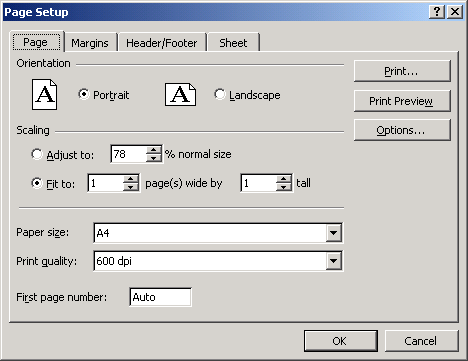 Page Setup
Page Margins Header/Footer Sheet
Orientation
A Portrait A Landscape
Print...
Print Preview
Options...
Scaling
Adjust to: 78 % normal size
Fit to: 1 page(s) wide by 1 tall
Paper size: A4
Print quality: 600 dpi
First page number: Auto
OK Cancel